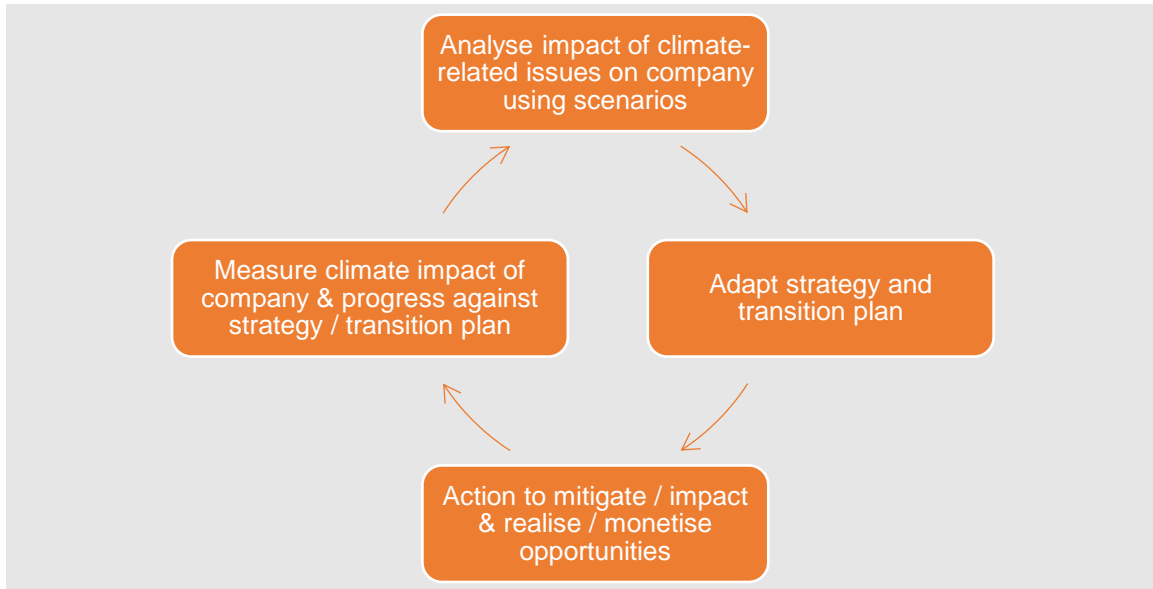 Analyse impact of climate-
related issues on company
using scenarios
Measure climate impact of
company & progress against
strategy / transition plan
Adapt strategy and
transition plan
Action to mitigate / impact
& realise / monetise
opportunities